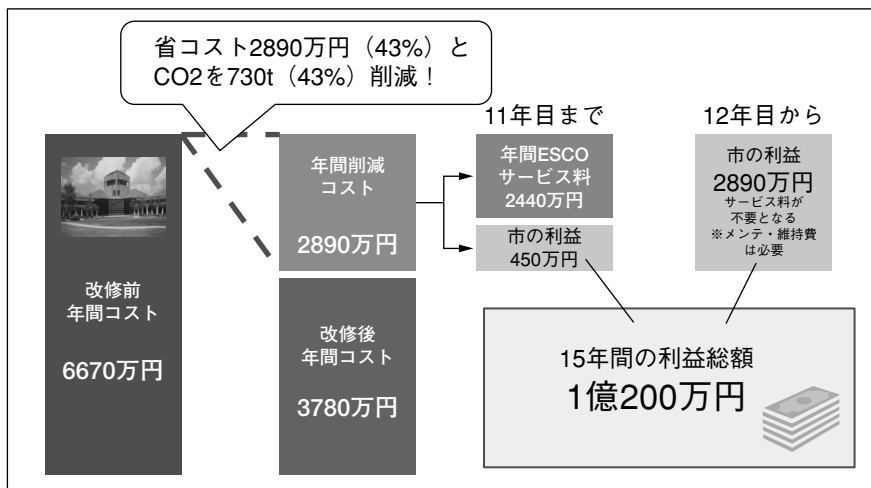 省コスト2890万円（43%）と
CO2を730t（43%）削減！
11年目まで
12年目から
改修前
年間コスト
6670万円
年間削減
コスト
2890万円
改修後
年間コスト
3780万円
年間ESCO
サービス料
2440万円
市の利益
450万円
市の利益
2890万円
サービス料が
不要となる
※メンテ・維持費
は必要
15年間の利益総額
1億200万円